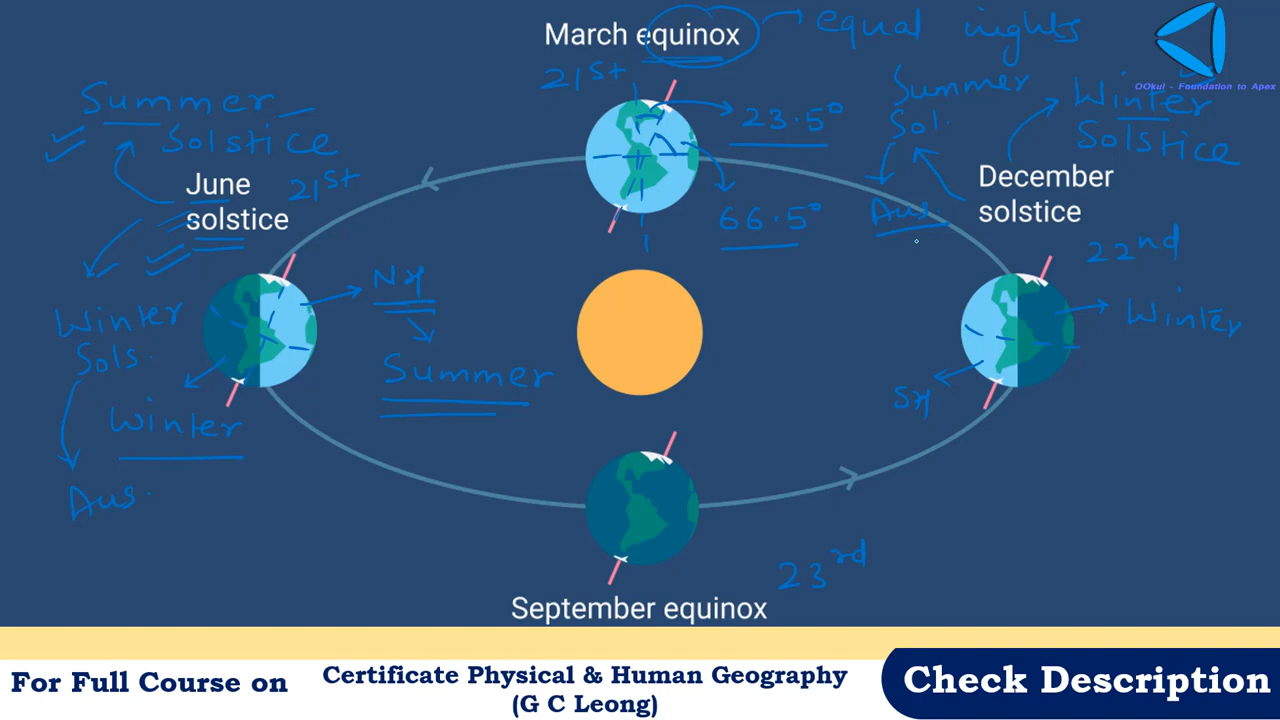 March equinox
equal nights
21st
OOkul - Foundation to Apex
Summer
Solstice
Summer
Sol.
Winter
Solstice
23.5°
June
solstice
21st
December
solstice
66.5°
Aus.
22nd
Nx
Winter
Sols.
Winter
Summer
Sx
Winter
Aus.
23rd
September equinox
For Full Course on
Certificate Physical & Human Geography
(G C Leong)
Check Description